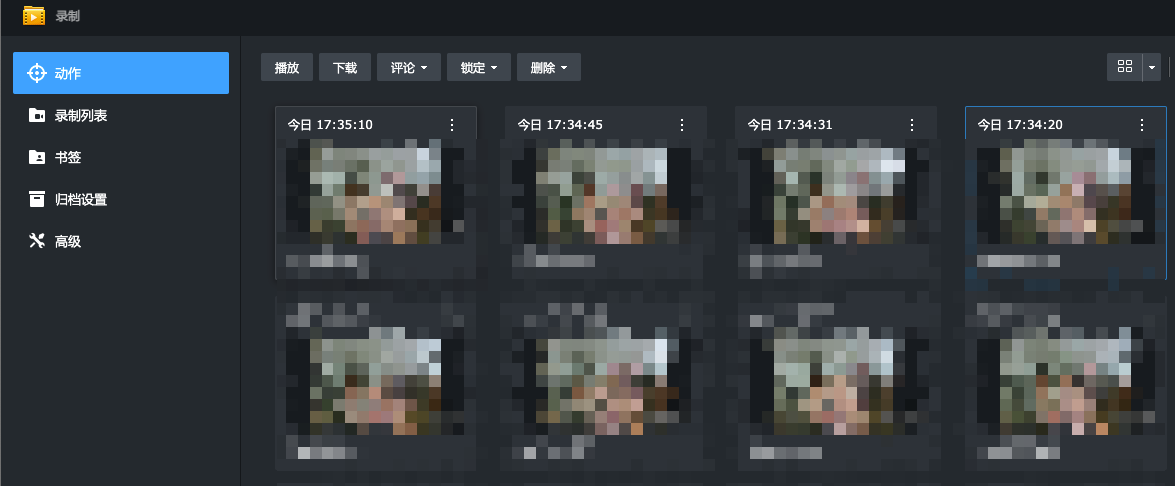 录制
动作
录制列表
书签
归档设置
高级
播放 下载 评论 锁定 删除
今日 17:35:10 今日 17:34:45 今日 17:34:31 今日 17:34:20